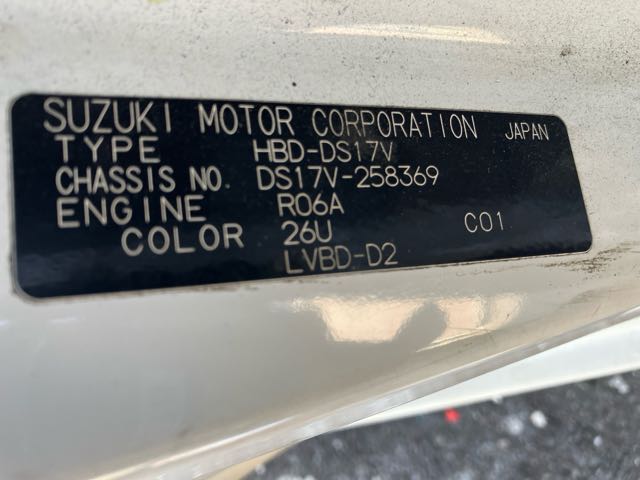 SUZUKI MOTOR CORPORATION JAPAN
TYPE HBD-DS17V
CHASSIS NO. DS17V-258369
ENGINE R06A
COLOR 26U C01
LVBD-D2